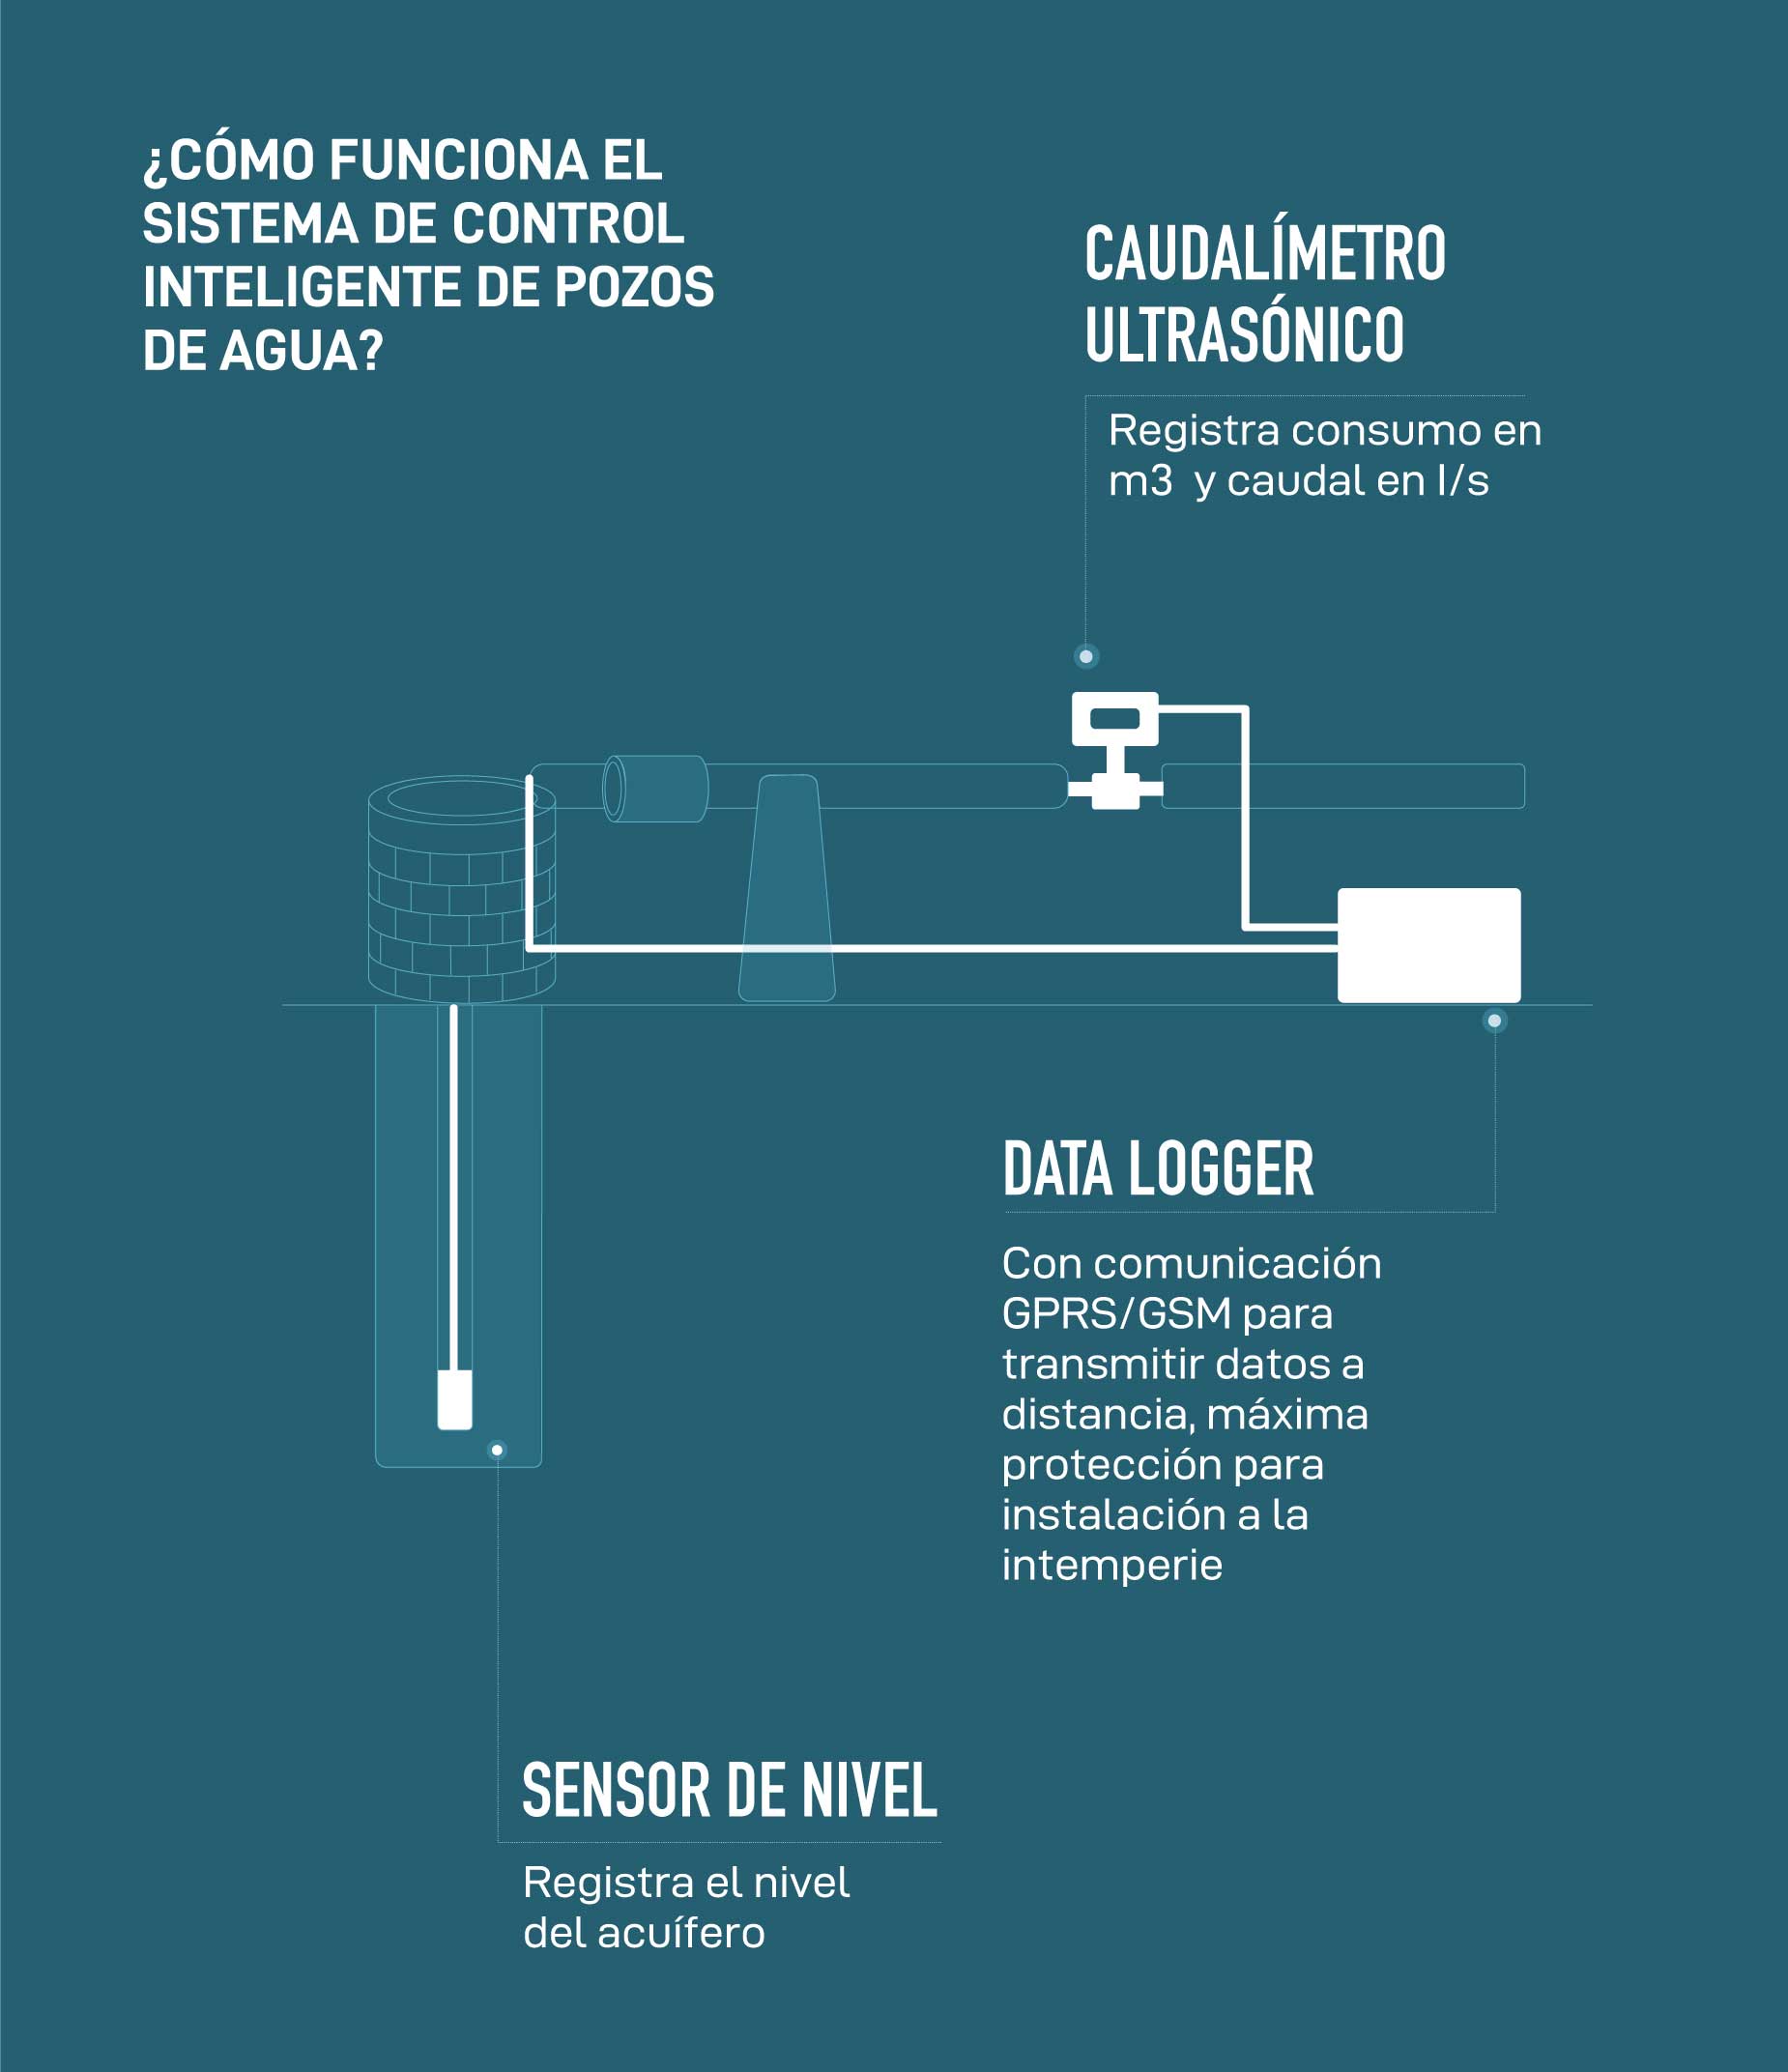 ¿CÓMO FUNCIONA EL
SISTEMA DE CONTROL
INTELIGENTE DE POZOS
DE AGUA?
CAUDALÍMETRO
ULTRASÓNICO
Registra consumo en
m3  y caudal en l/s
DATA LOGGER
Con comunicación
GPRS/GSM para
transmitir datos a
distancia, máxima
protección para
instalación a la
intemperie
SENSOR DE NIVEL
Registra el nivel
del acuífero